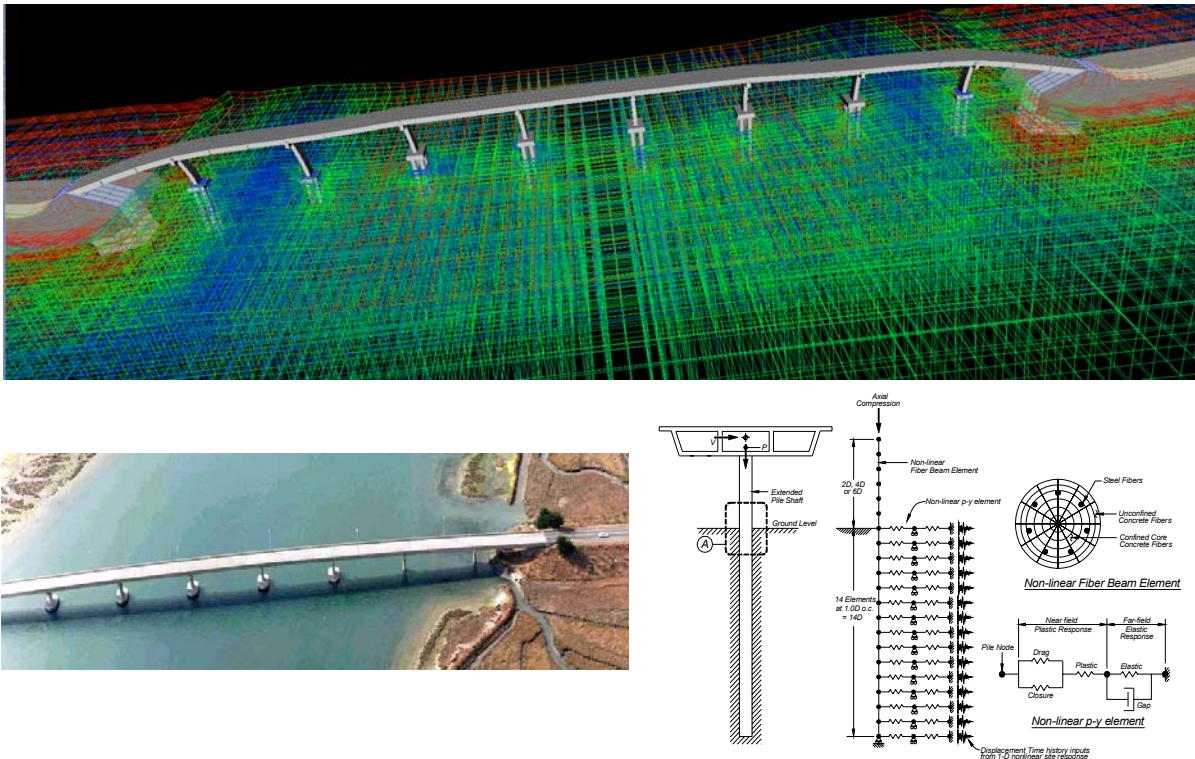 Axial
Compression
V
P
Extended
Pile Shaft
Ground Level
A
Non-linear
Fiber Beam Element
2D, 4D
or 6D
Non-linear p-y element
14 Elements
at 1.0D o.c.
= 14D
Displacement Time history inputs
from 1-D nonlinear site response
Steel Fibers
Unconfined
Concrete Fibers
Confined Core
Concrete Fibers
Non-linear Fiber Beam Element
Near field
Plastic Response
Far-field
Elastic
Response
Pile Node
Drag
Plastic
Elastic
Closure
Gap
Non-linear p-y element